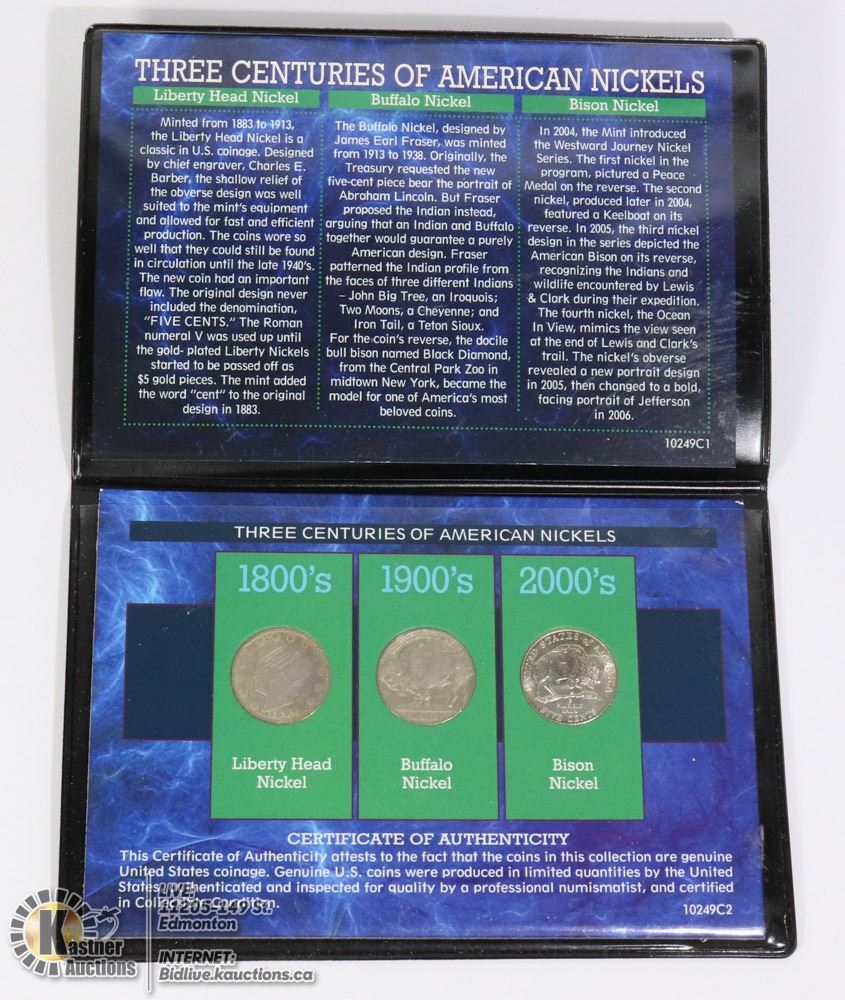 THREE CENTURIES OF AMERICAN NICKELS
Liberty Head Nickel
Minted from 1883 to 1913,
the Liberty Head Nickel is a
classic in U.S. coinage. Designed
by chief engraver, Charles E.
Barber, the shallow relief of
the obverse design was well
suited to the mint's equipment
and allowed for fast and efficient
production. The coins wore so
well that they could still be found
in circulation until the late 1940's.
The new coin had an important
flaw. The original design never
included the denomination,
"FIVE CENTS." The Roman
numeral V was used up until
the gold- plated Liberty Nickels
started to be passed off as
$5 gold pieces. The mint added
the word "cent" to the original
design in 1883.
Buffalo Nickel
The Buffalo Nickel, designed by
James Earl Fraser, was minted
from 1913 to 1938. Originally, the
Treasury requested the new
five-cent piece bear the portrait of
Abraham Lincoln. But Fraser
proposed the Indian instead,
arguing that an Indian and Buffalo
together would guarantee a purely
American design. Fraser
patterned the Indian profile from
the faces of three different Indians
– John Big Tree, an Iroquois;
Two Moons, a Cheyenne; and
Iron Tail, a Teton Sioux.
For the coin's reverse, the docile
bull bison named Black Diamond,
from the Central Park Zoo in
midtown New York, became the
model for one of America's most
beloved coins.
Bison Nickel
In 2004, the Mint introduced
the Westward Journey Nickel
Series. The first nickel in the
program, pictured a Peace
Medal on the reverse. The second
nickel, produced later in 2004,
featured a Keelboat on its
reverse. In 2005, the third nickel
design in the series depicted the
American Bison on its reverse,
recognizing the Indians and
wildlife encountered by Lewis
& Clark during their expedition.
The fourth nickel, the Ocean
In View, mimics the view seen
at the end of Lewis and Clark's
trail. The nickel's obverse
revealed a new portrait design
in 2005, then changed to a bold,
facing portrait of Jefferson
in 2006.
10249C1
THREE CENTURIES OF AMERICAN NICKELS
1800's
1900's
2000's
UNITED STATES of AMERICA
FIVE CENTS
Liberty Head
Nickel
Buffalo
Nickel
Bison
Nickel
CERTIFICATE OF AUTHENTICITY
This Certificate of Authenticity attests to the fact that the coins in this collection are genuine
United States coinage. Genuine U.S. coins were produced in limited quantities by the United
States, authenticated and inspected for quality by a professional numismatist, and certified
in Collectible Condition.
10249C2
Kastner
Auctions
LIVE:
11205-149 St.
Edmonton
INTERNET:
Bidlive.kauctions.ca